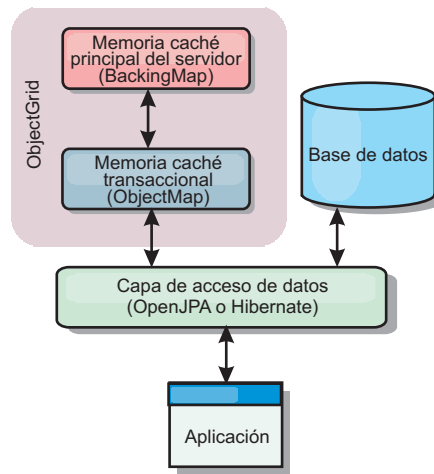 ObjectGrid
Memoria caché
principal del servidor
(BackingMap)
Memoria caché
transaccional
(ObjectMap)
Base de datos
Capa de acceso de datos
(OpenJPA o Hibernate)
Aplicación